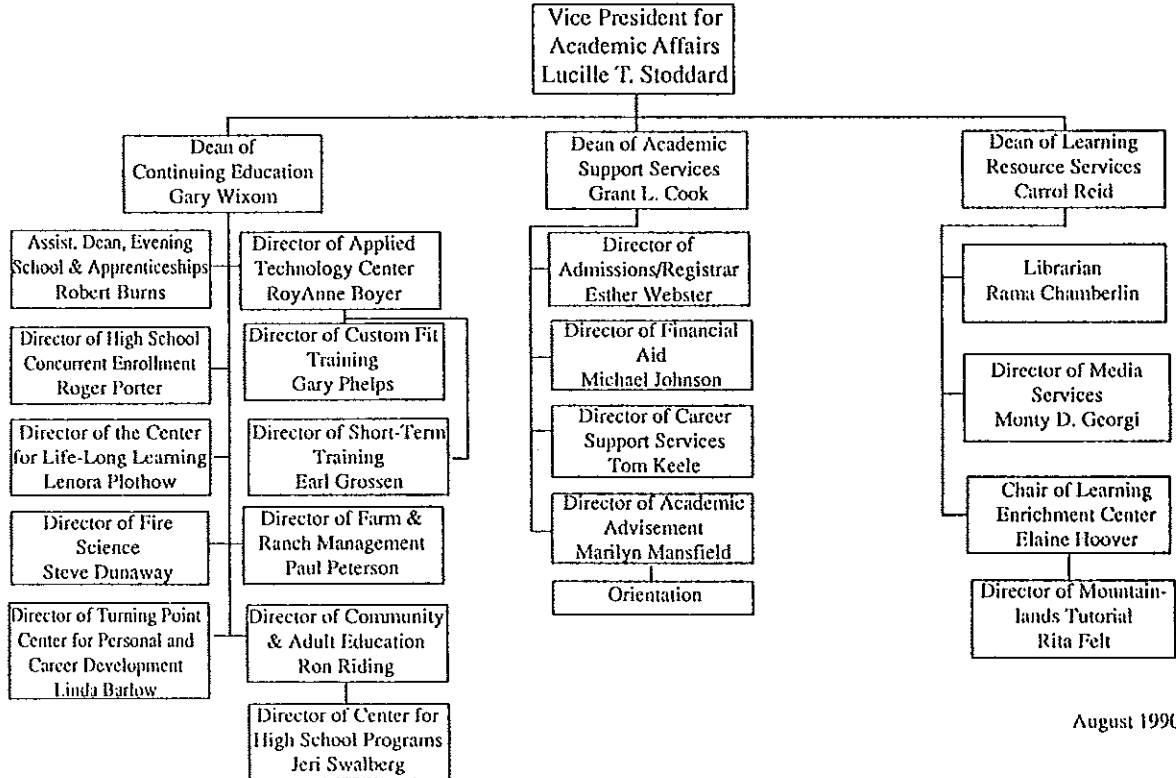 Vice President for
Academic Affairs
Lucille T. Stoddard
Dean of
Continuing Education
Gary Wixom
Dean of Academic
Support Services
Grant L. Cook
Dean of Learning
Resource Services
Carrol Reid
Assist. Dean, Evening
School & Apprenticeships
Robert Burns
Director of High School
Concurrent Enrollment
Roger Porter
Director of the Center
for Life-Long Learning
Lenora Plothow
Director of Fire
Science
Steve Dunaway
Director of Turning Point
Center for Personal and
Career Development
Linda Barlow
Director of Applied
Technology Center
RoyAnne Boyer
Director of Custom Fit
Training
Gary Phelps
Director of Short-Term
Training
Earl Grossen
Director of Farm &
Ranch Management
Paul Peterson
Director of Community
& Adult Education
Ron Riding
Director of Center for
High School Programs
Jeri Swalberg
Director of
Admissions/Registrar
Esther Webster
Director of Financial
Aid
Michael Johnson
Director of Career
Support Services
Tom Keele
Director of Academic
Advisement
Marilyn Mansfield
Orientation
Librarian
Rama Chamberlin
Director of Media
Services
Monty D. Georgi
Chair of Learning
Enrichment Center
Elaine Hoover
Director of Mountain-
lands Tutorial
Rita Felt
August 1990